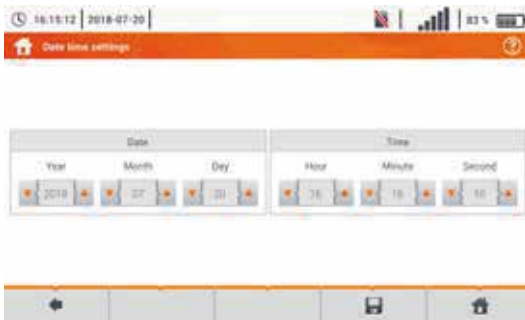 16:15:12 2018-07-20 83 %
Date time settings
Date Time
Year Month Day Hour Minute Second
2018 07 20 16 15